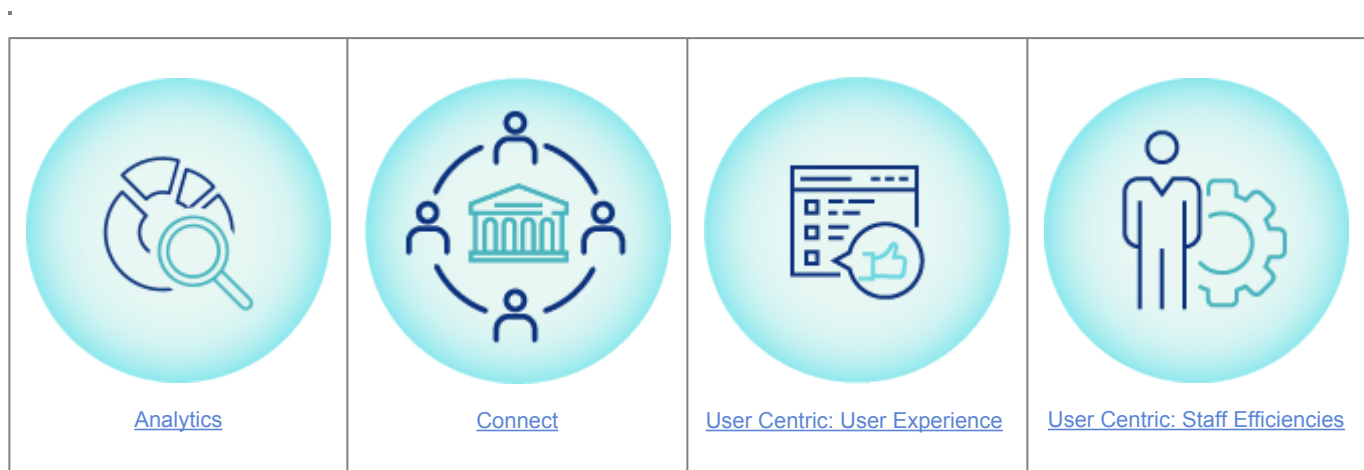 Analytics
Connect
User Centric: User Experience
User Centric: Staff Efficiencies